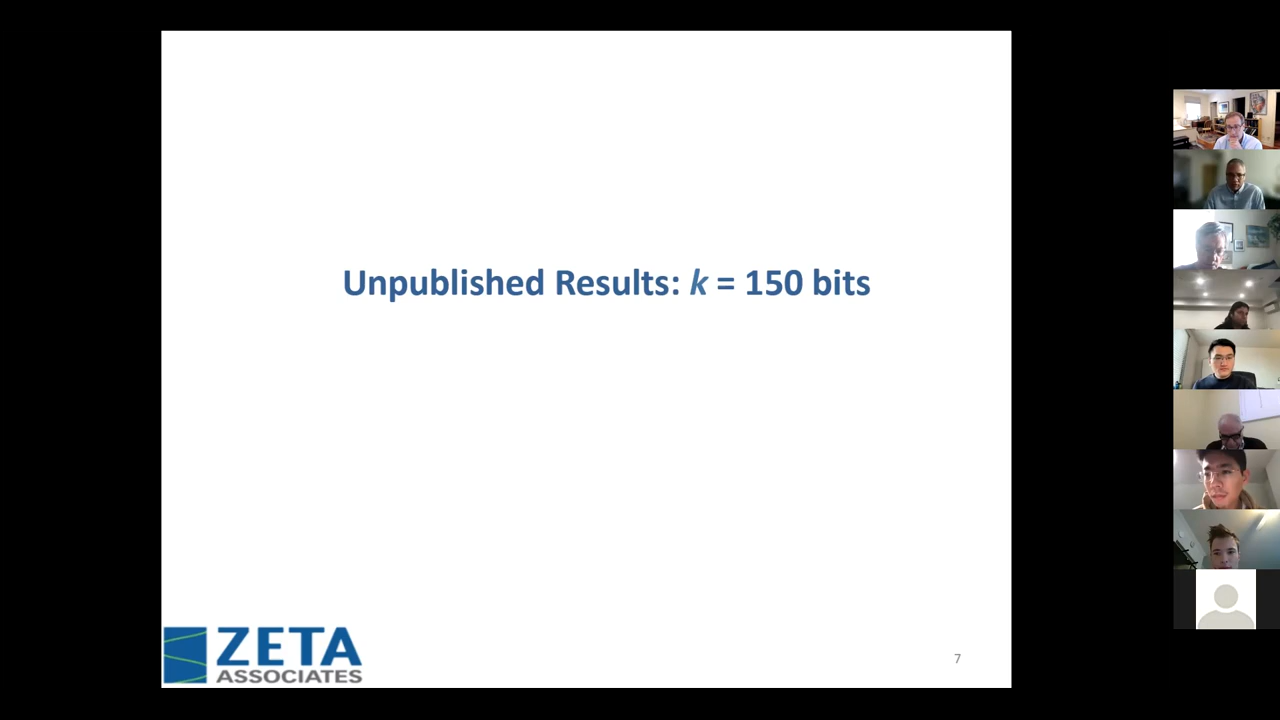 Unpublished Results: k = 150 bits
ZETA
ASSOCIATES
7